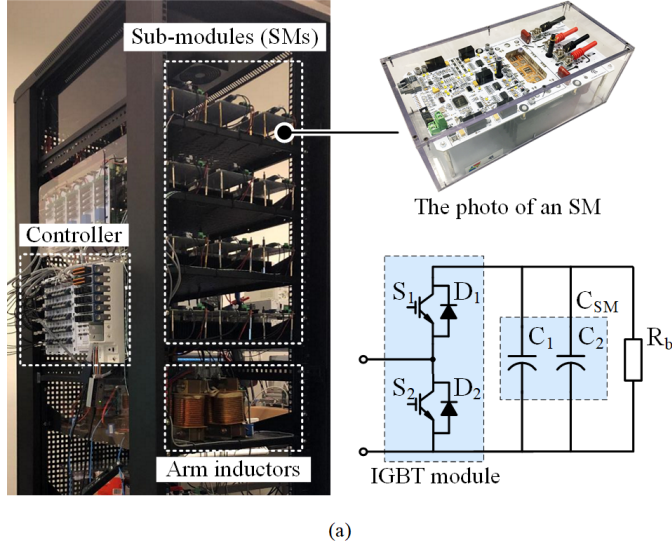 Sub-modules (SMs)
Controller
Arm inductors
The photo of an SM
S1
D1
CSM
C1
C2
Rb
S2
D2
IGBT module
(a)